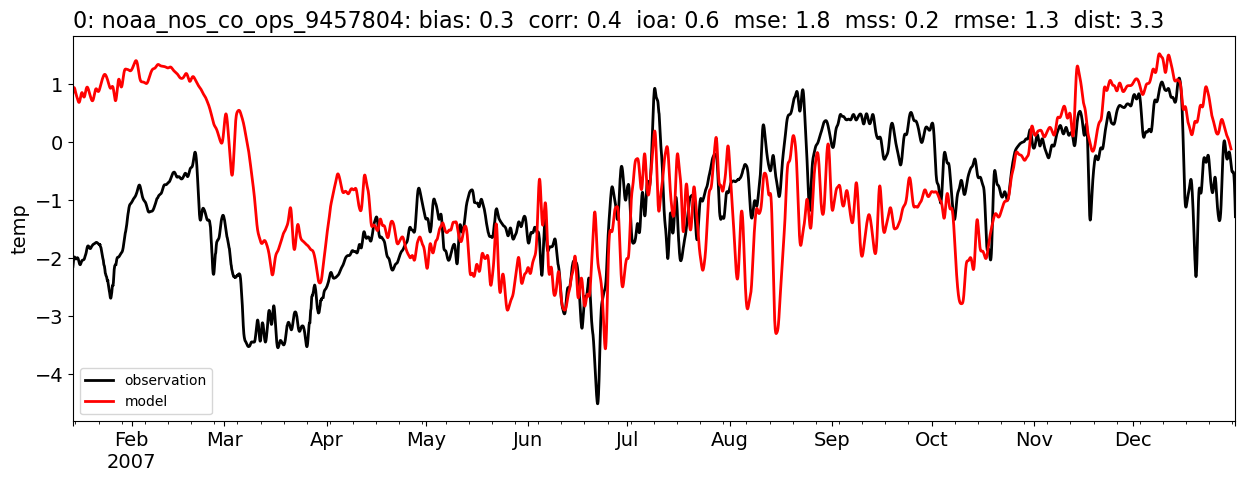 0: noaa_nos_co_ops_9457804: bias: 0.3  corr: 0.4  ioa: 0.6  mse: 1.8  mss: 0.2  rmse: 1.3  dist: 3.3
temp
1
0
−1
−2
−3
−4
observation
model
Feb Mar Apr May Jun Jul Aug Sep Oct Nov Dec
2007